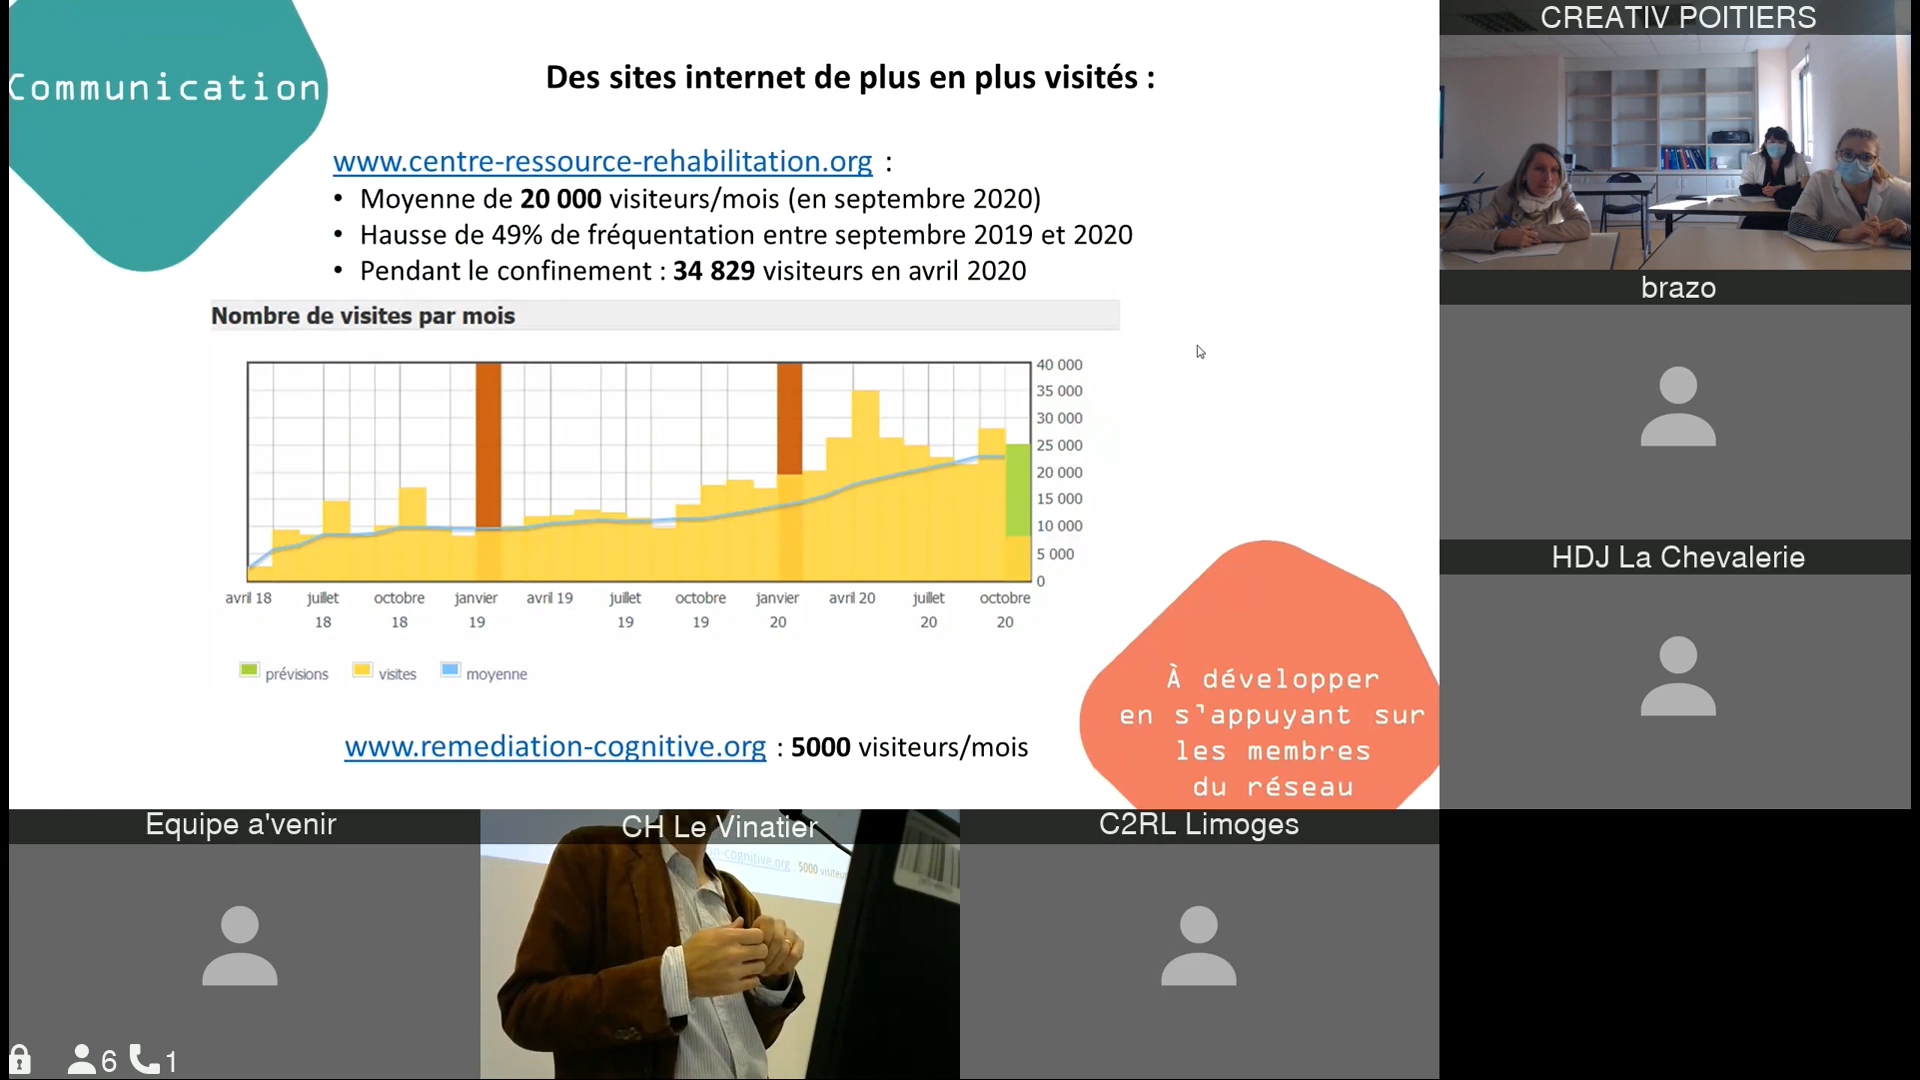 Communication
Des sites internet de plus en plus visités :
www.centre-ressource-rehabilitation.org :
• Moyenne de 20 000 visiteurs/mois (en septembre 2020)
• Hausse de 49% de fréquentation entre septembre 2019 et 2020
• Pendant le confinement : 34 829 visiteurs en avril 2020
Nombre de visites par mois
40 000
35 000
30 000
25 000
20 000
15 000
10 000
5 000
0
avril 18 juillet octobre janvier avril 19 juillet octobre janvier avril 20 juillet octobre
18 18 19 19 19 20 20 20
prévisions visites moyenne
www.remediation-cognitive.org : 5000 visiteurs/mois
À développer
en s'appuyant sur
les membres
du réseau
CREATIV POITIERS
brazo
HDJ La Chevalerie
Equipe a'venir
CH Le Vinatier
n-cognitive.org : 5000 visiteu
C2RL Limoges
6 1